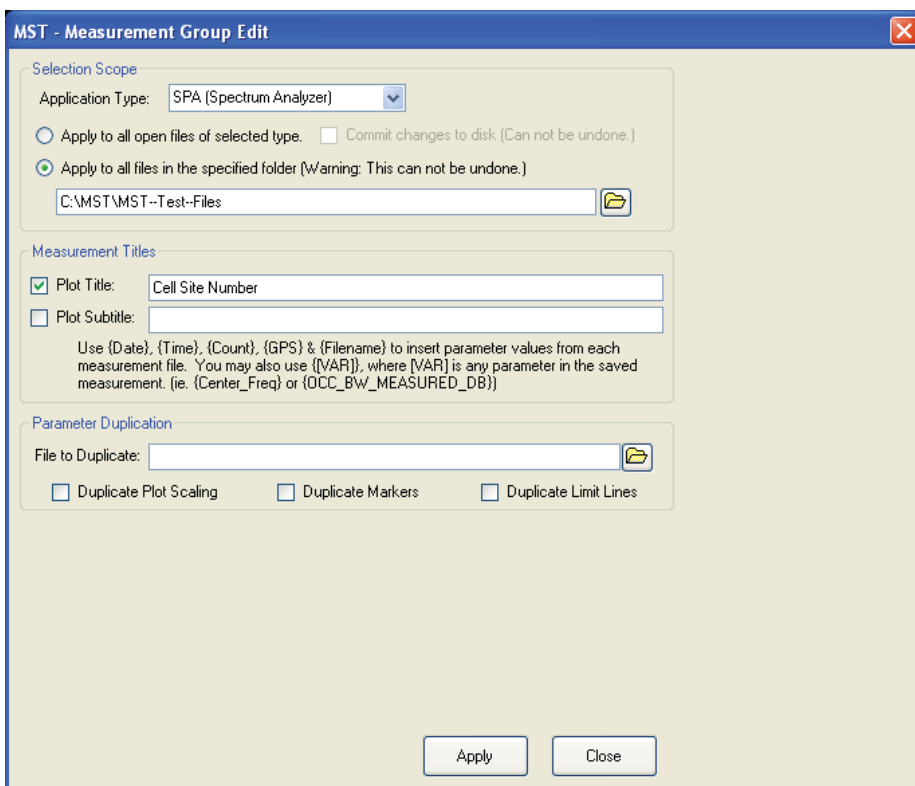 MST - Measurement Group Edit
Selection Scope
Application Type: SPA (Spectrum Analyzer)
Apply to all open files of selected type. Commit changes to disk (Can not be undone.)
Apply to all files in the specified folder (Warning: This can not be undone.)
C:\MST\MST--Test--Files
Measurement Titles
Plot Title: Cell Site Number
Plot Subtitle:
Use {Date}, {Time}, {Count}, {GPS} & {Filename} to insert parameter values from each
measurement file. You may also use {[VAR]}, where [VAR] is any parameter in the saved
measurement. (ie. {Center_Freq} or {OCC_BW_MEASURED_DB})
Parameter Duplication
File to Duplicate:
Duplicate Plot Scaling Duplicate Markers Duplicate Limit Lines
Apply Close